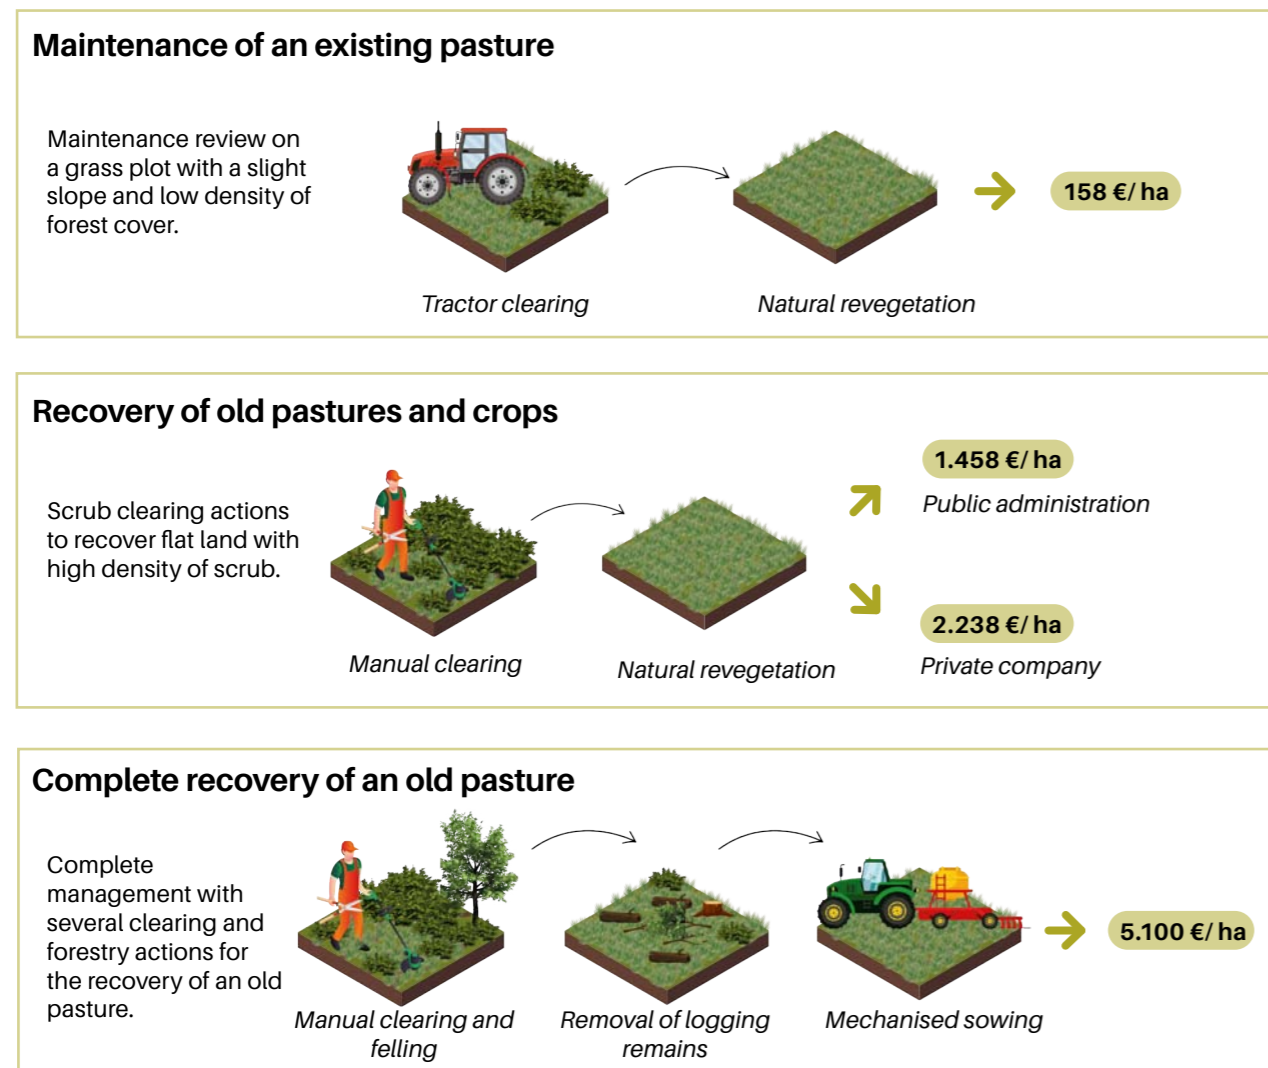 Maintenance of an existing pasture
Maintenance review on
a grass plot with a slight
slope and low density of
forest cover.
Tractor clearing
Natural revegetation
158 €/ ha
Recovery of old pastures and crops
Scrub clearing actions
to recover flat land with
high density of scrub.
Manual clearing
Natural revegetation
1.458 €/ ha
Public administration
2.238 €/ ha
Private company
Complete recovery of an old pasture
Complete
management with
several clearing and
forestry actions for
the recovery of an old
pasture.
Manual clearing and
felling
Removal of logging
remains
Mechanised sowing
5.100 €/ ha